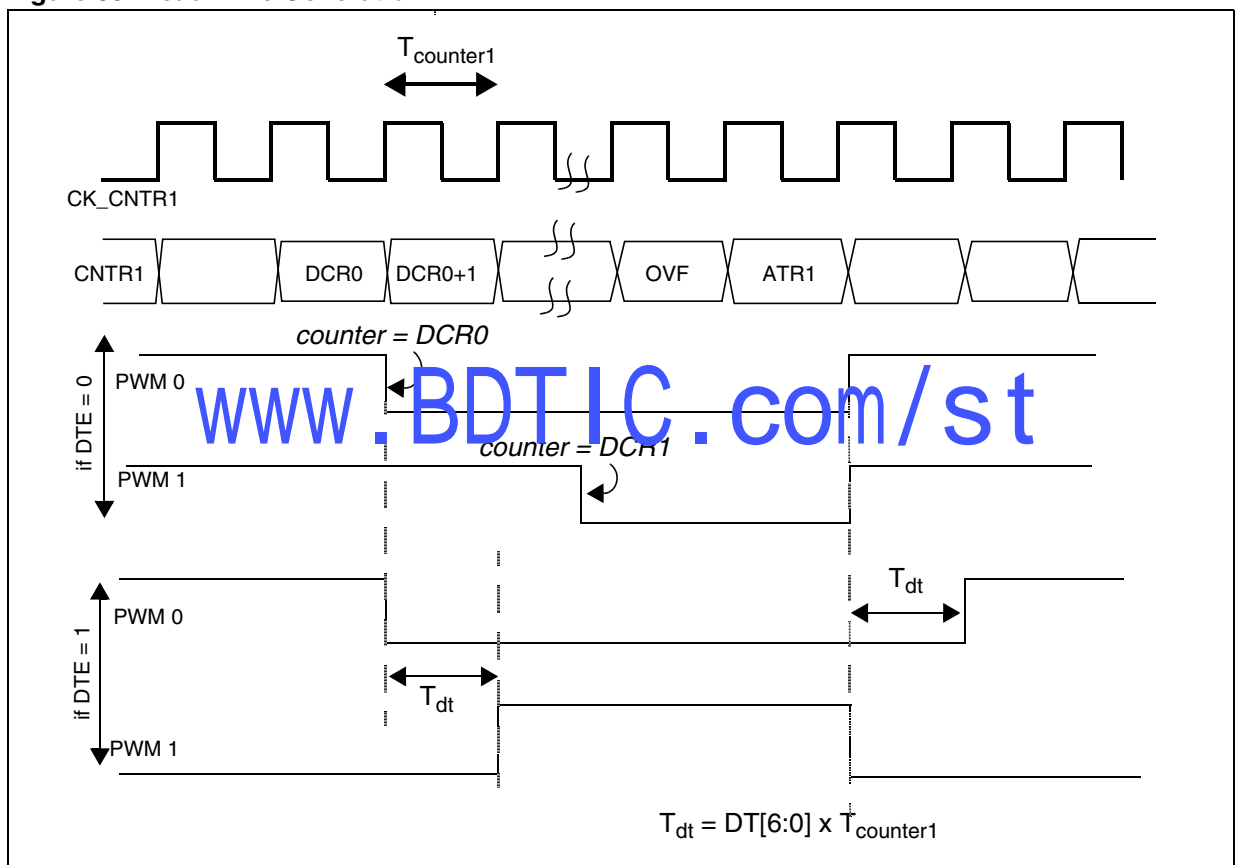 Tcounter1
CK_CNTR1
CNTR1
DCR0
DCR0+1
OVF
ATR1
counter = DCR0
if DTE = 0
PWM 0
www.BDTIC.com/st
counter = DCR1
PWM 1
Tdt
if DTE = 1
PWM 0
Tdt
PWM 1
Tdt = DT[6:0] x Tcounter1